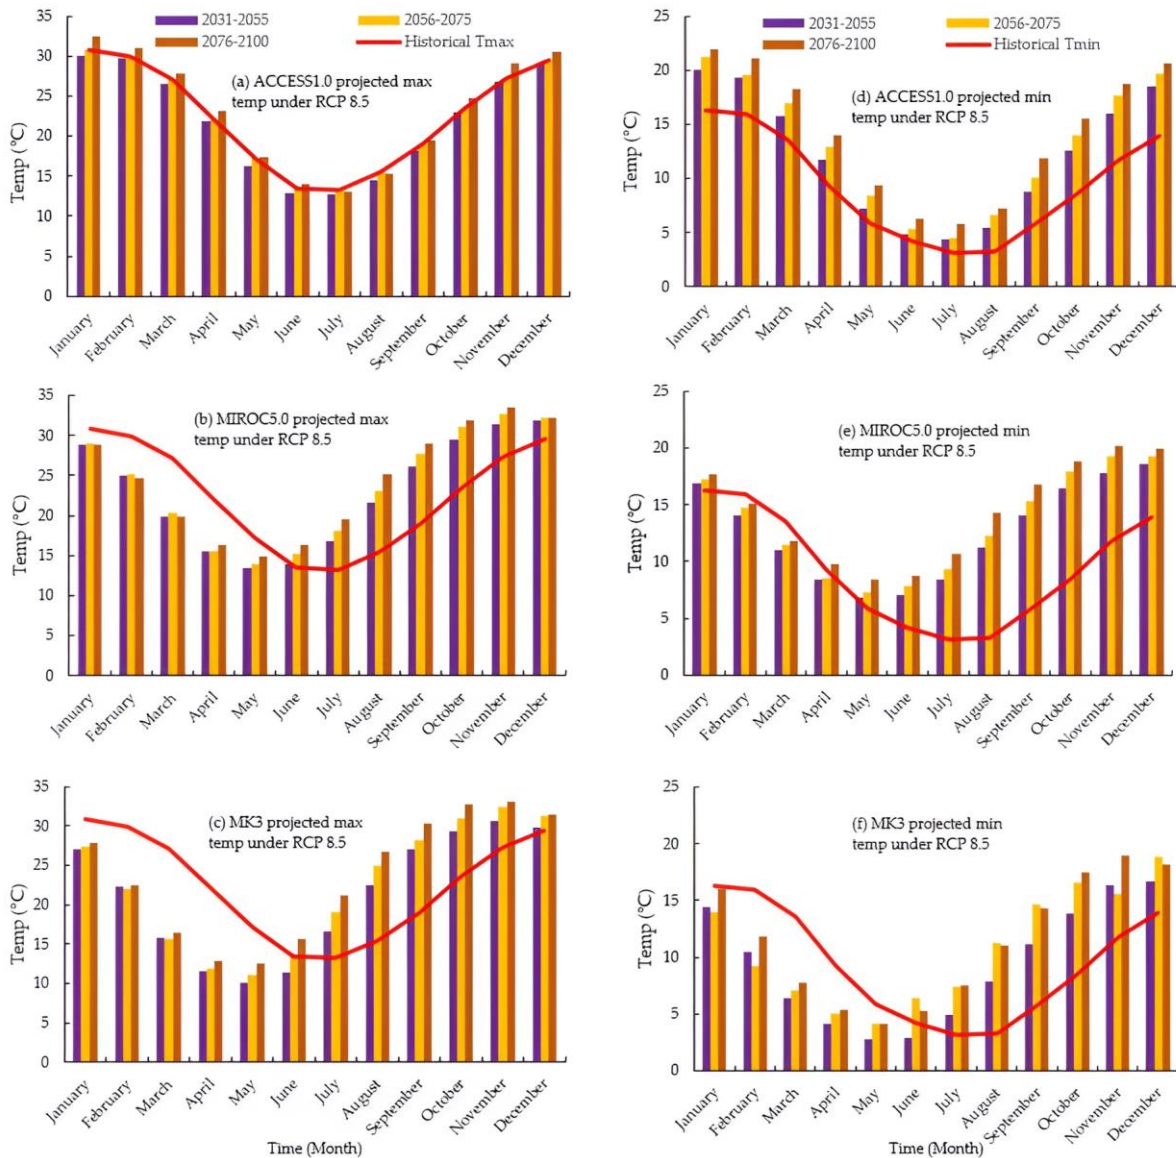 2031-2055 2056-2075
2076-2100 Historical Tmax
(a) ACCESS1.0 projected max
temp under RCP 8.5
Temp (°C)
35
30
25
20
15
10
5
0
January February March April May June July August September October November December
2031-2055 2056-2075
2076-2100 Historical Tmin
(d) ACCESS1.0 projected min
temp under RCP 8.5
Temp (°C)
25
20
15
10
5
0
January February March April May June July August September October November December
(b) MIROC5.0 projected max
temp under RCP 8.5
Temp (°C)
35
30
25
20
15
10
5
0
January February March April May June July August September October November December
(e) MIROC5.0 projected min
temp under RCP 8.5
Temp (°C)
25
20
15
10
5
0
January February March April May June July August September October November December
(c) MK3 projected max
temp under RCP 8.5
Temp (°C)
35
30
25
20
15
10
5
0
January February March April May June July August September October November December
Time (Month)
(f) MK3 projected min
temp under RCP 8.5
Temp (°C)
25
20
15
10
5
0
January February March April May June July August September October November December
Time (Month)